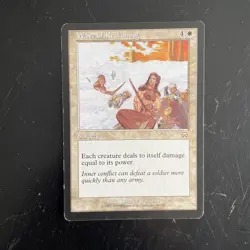 4
Each creature deals to itself damage
equal to its power.
Inner conflict can defeat a soldier more
quickly than any army.